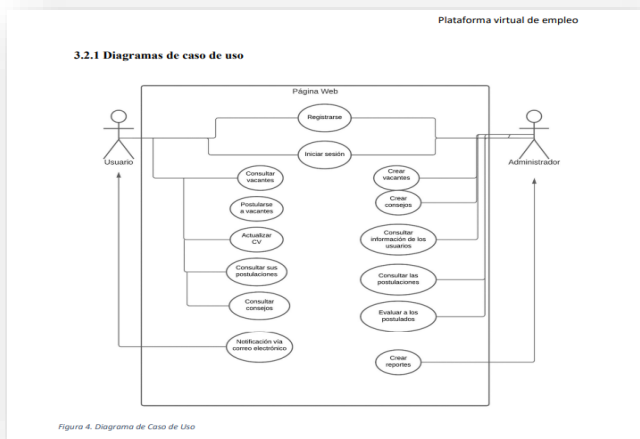 Plataforma virtual de empleo
3.2.1 Diagramas de caso de uso
Página Web
Registrarse
Iniciar sesión
Usuario
Administrador
Consultar
vacantes
Crear
vacantes
Postularse
a vacantes
Crear
consejos
Actualizar
CV
Consultar
información de los
usuarios
Consultar sus
postulaciones
Consultar las
postulaciones
Consultar
consejos
Evaluar a los
postulados
Notificación vía
correo electrónico
Crear
reportes
Figura 4. Diagrama de Caso de Uso